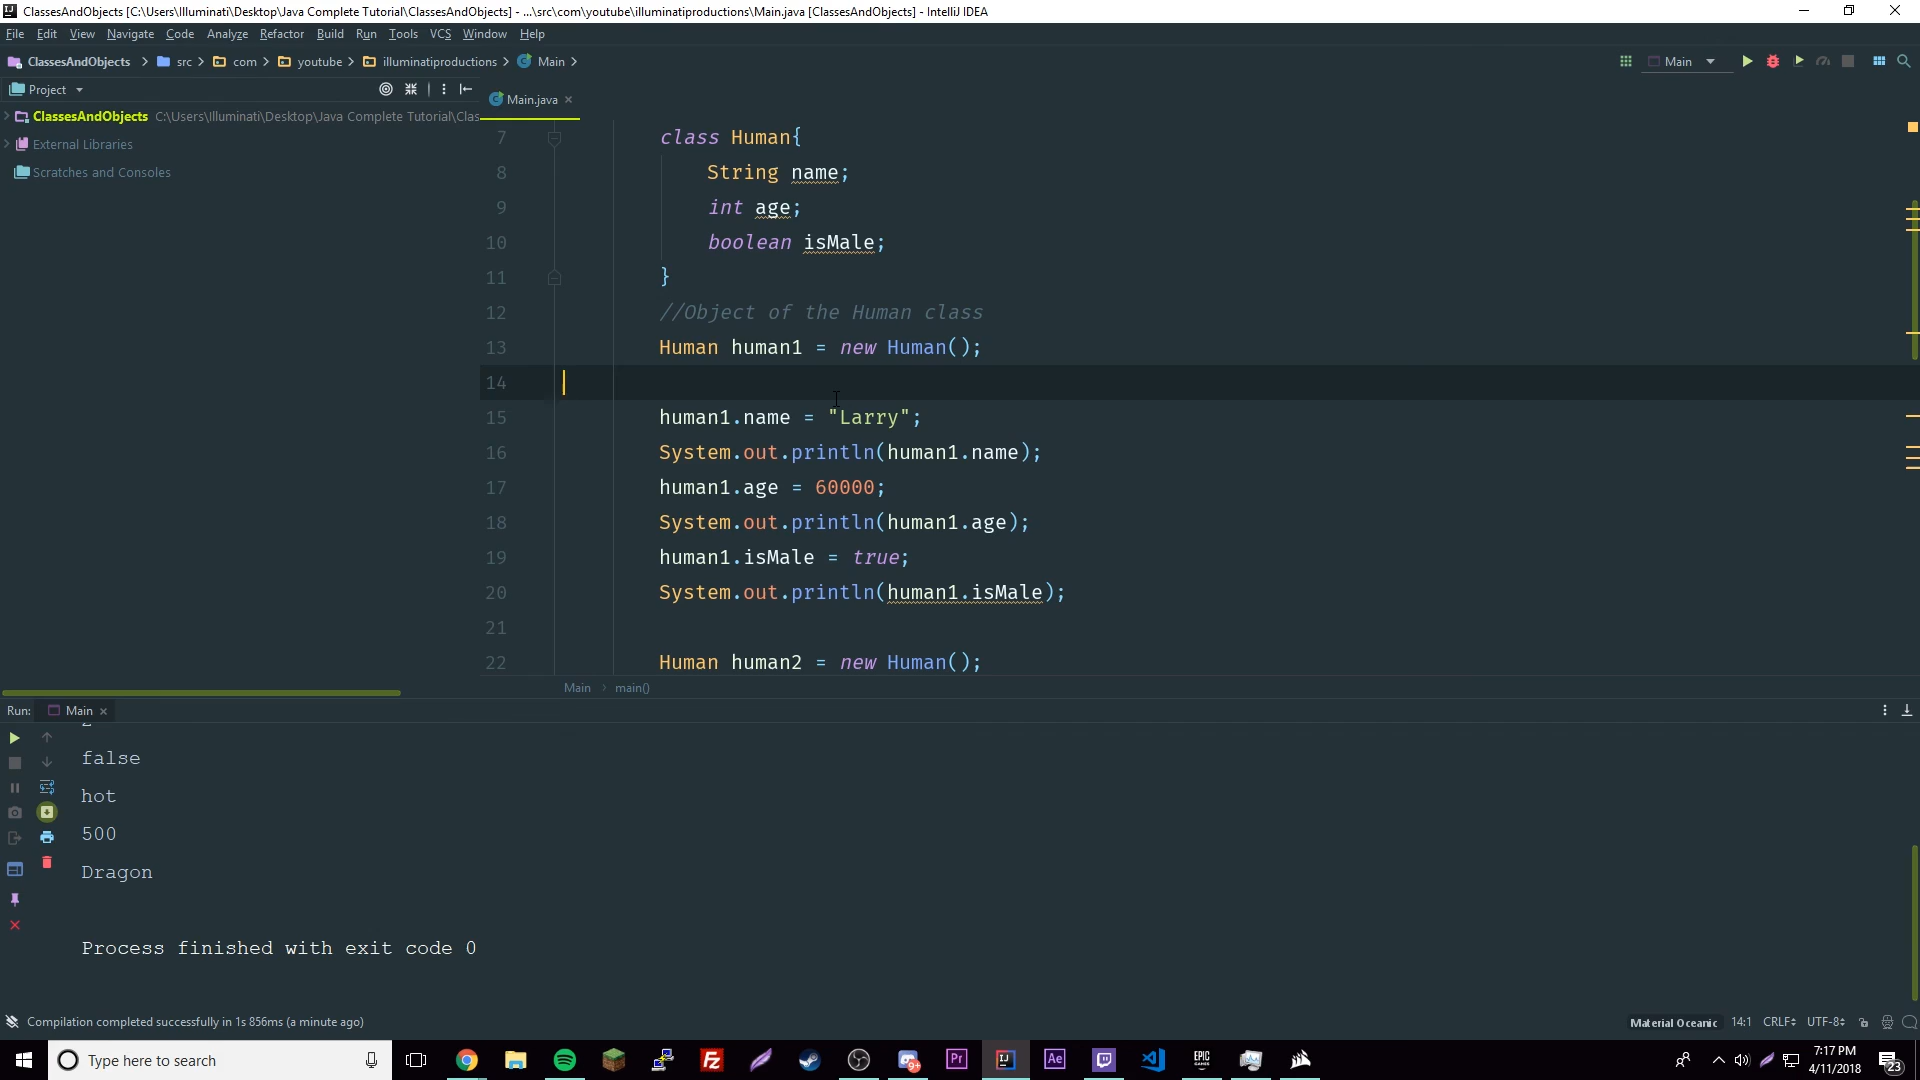 ClassesAndObjects [C:\Users\Illuminati\Desktop\Java Complete Tutorial\ClassesAndObjects] - ...\src\com\youtube\illuminatiproductions\Main.java [ClassesAndObjects] - IntelliJ IDEA
File Edit View Navigate Code Analyze Refactor Build Run Tools VCS Window Help
ClassesAndObjects src com youtube illuminatiproductions Main
Main
Project
Main.java
ClassesAndObjects C:\Users\Illuminati\Desktop\Java Complete Tutorial\Clas
External Libraries
Scratches and Consoles
7 class Human{
8 String name;
9 int age;
10 boolean isMale;
11 }
12 //Object of the Human class
13 Human human1 = new Human();
14
15 human1.name = "Larry";
16 System.out.println(human1.name);
17 human1.age = 60000;
18 System.out.println(human1.age);
19 human1.isMale = true;
20 System.out.println(human1.isMale);
21
22 Human human2 = new Human();
Main main()
Run: Main
false
hot
500
Dragon
Process finished with exit code 0
Compilation completed successfully in 1s 856ms (a minute ago)
Material Oceanic 14:1 CRLF UTF-8
Type here to search
Pr
IJ
Ae
EPIC GAMES
9+
7:17 PM
4/11/2018
23